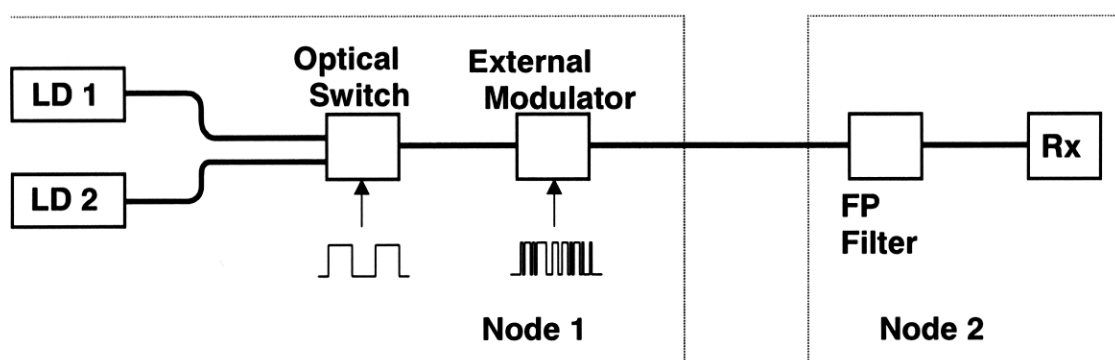 LD 1
LD 2
Optical
Switch
External
Modulator
FP
Filter
Rx
Node 1
Node 2